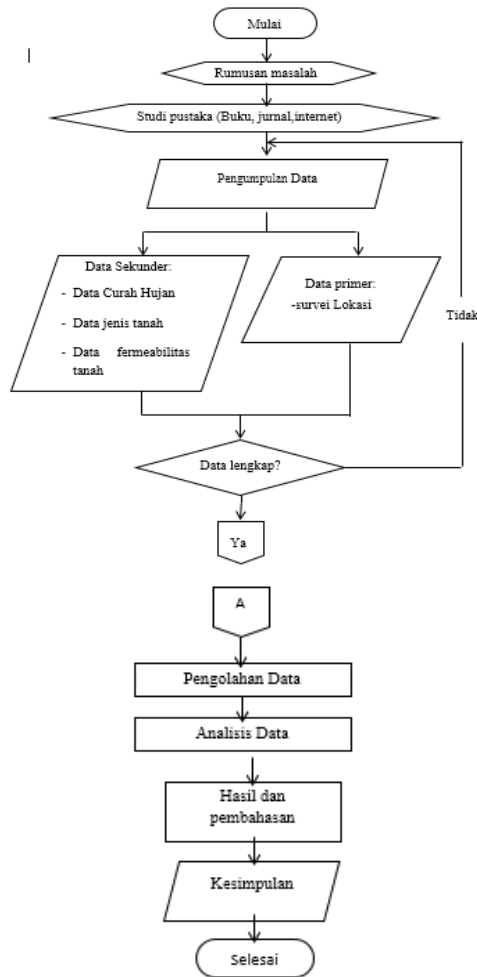 Mulai
Rumusan masalah
Studi pustaka (Buku, jurnal,internet)
Pengumpulan Data
Data Sekunder:
- Data Curah Hujan
- Data jenis tanah
- Data fermeabilitas
tanah
Data primer:
-survei Lokasi
Tidak
Data lengkap?
Ya
A
Pengolahan Data
Analisis Data
Hasil dan
pembahasan
Kesimpulan
Selesai